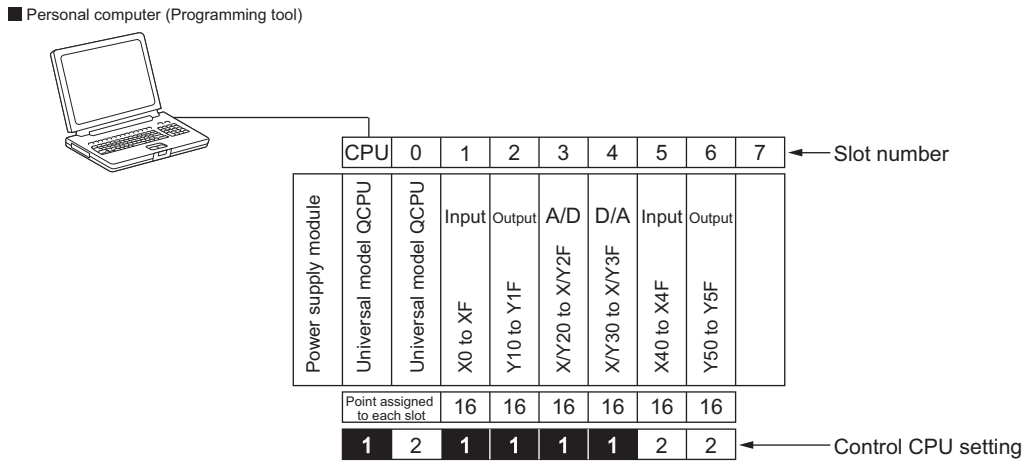 Personal computer (Programming tool)
CPU 0 1 2 3 4 5 6 7 Slot number
Power supply module
Universal model QCPU
Universal model QCPU
Input X0 to XF
Output Y10 to Y1F
A/D X/Y20 to X/Y2F
D/A X/Y30 to X/Y3F
Input X40 to X4F
Output Y50 to Y5F
Point assigned
to each slot
16 16 16 16 16 16
1 2 1 1 1 1 2 2 Control CPU setting